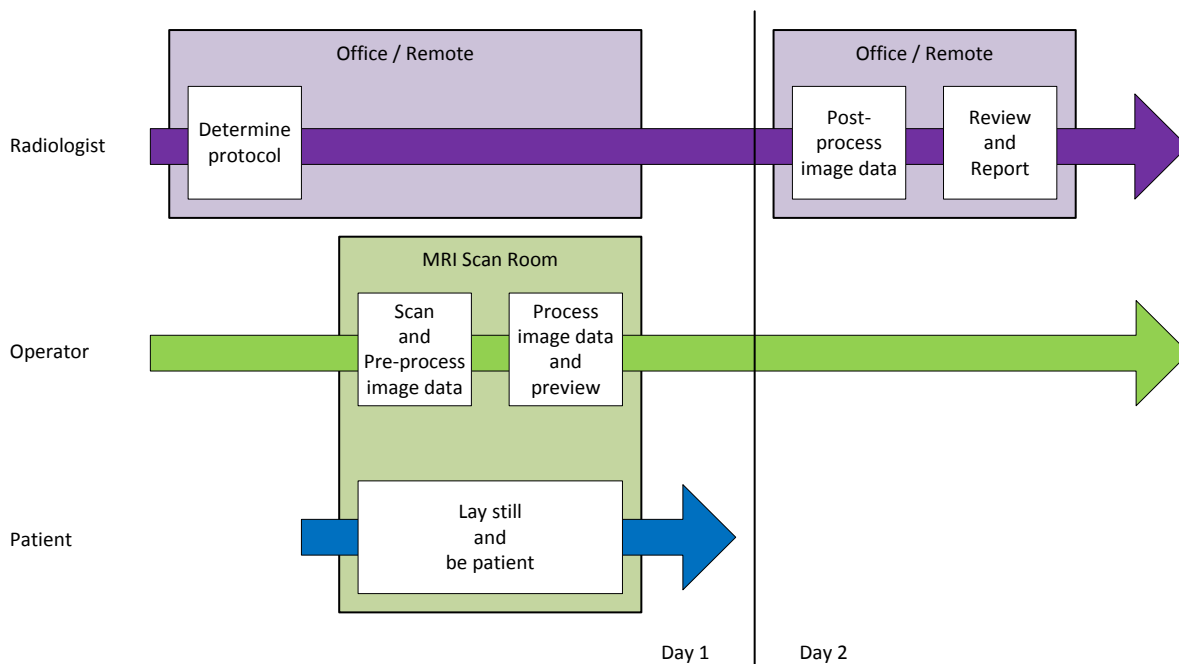 Office / Remote
Office / Remote
Radiologist
Determine
protocol
Post-
process
image data
Review
and
Report
MRI Scan Room
Operator
Scan
and
Pre-process
image data
Process
image data
and
preview
Patient
Lay still
and
be patient
Day 1
Day 2